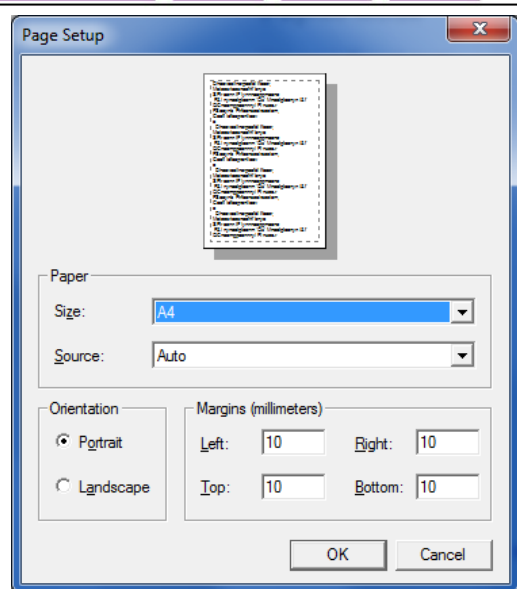 Page Setup
Paper
Size: A4
Source: Auto
Orientation
Portrait
Landscape
Margins (millimeters)
Left: 10 Right: 10
Top: 10 Bottom: 10
OK Cancel